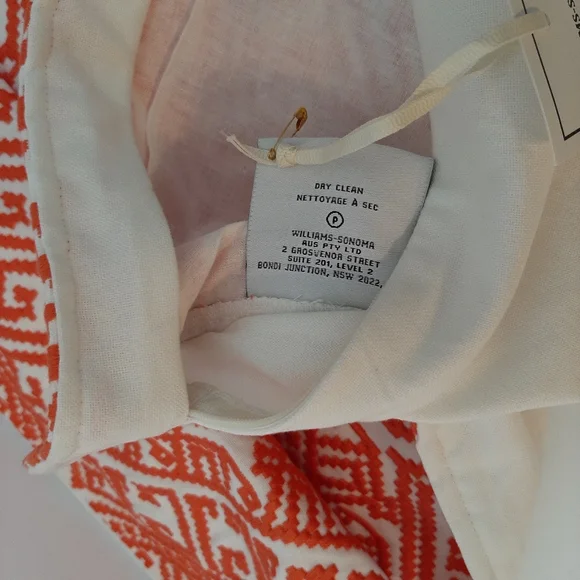 DRY CLEAN
NETTOYAGE À SEC
P
WILLIAMS-SONOMA
AUS PTY LTD
2 GROSVENOR STREET
SUITE 201, LEVEL 2
BONDI JUNCTION, NSW 2022,